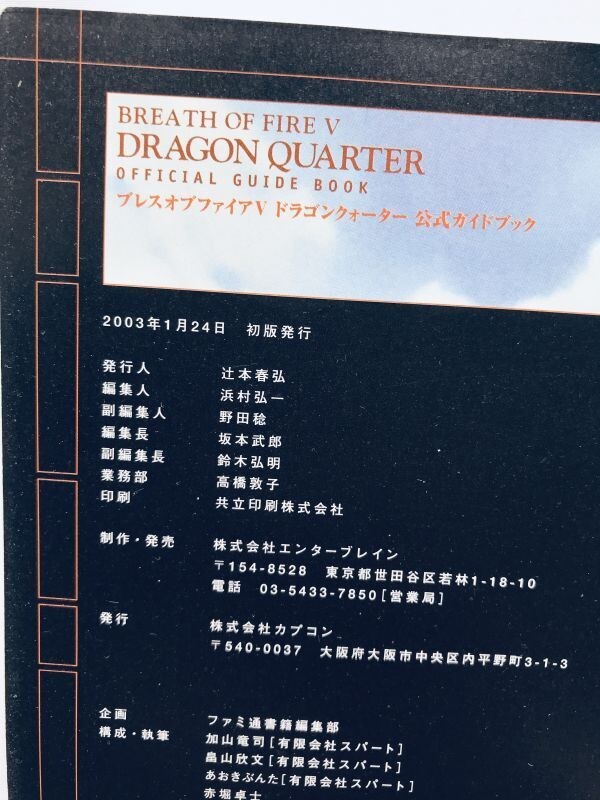 BREATH OF FIRE V
DRAGON QUARTER
OFFICIAL GUIDE BOOK
ブレスオブファイアV ドラゴンクォーター 公式ガイドブック
2003年1月24日 初版発行
発行人 辻本春弘
編集人 浜村弘一
副編集人 野田稔
編集長 坂本武郎
副編集長 鈴木弘明
業務部 高橋敦子
印刷 共立印刷株式会社
制作・発売 株式会社エンターブレイン
〒154-8528 東京都世田谷区若林1-18-10
電話 03-5433-7850[営業局]
発行 株式会社カプコン
〒540-0037 大阪府大阪市中央区内平野町3-1-3
企画 ファミ通書籍編集部
構成・執筆 加山竜司[有限会社スパート]
畠山欣文[有限会社スパート]
あおきぶんた[有限会社スパート]
赤堀卓士